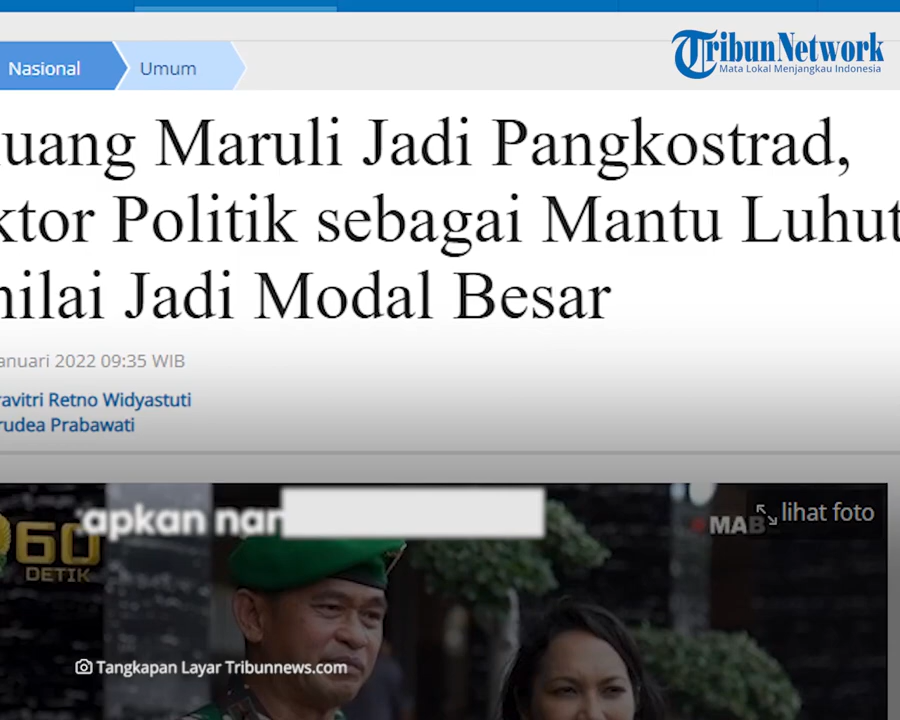 Tribun Network
Mata Lokal Menjangkau Indonesia
Nasional
Umum
uang Maruli Jadi Pangkostrad,
ktor Politik sebagai Mantu Luhut
nilai Jadi Modal Besar
anuari 2022 09:35 WIB
ravitri Retno Widyastuti
rudea Prabawati
apkan nar
lihat foto
MAB
60
DETIK
Tangkapan Layar Tribunnews.com